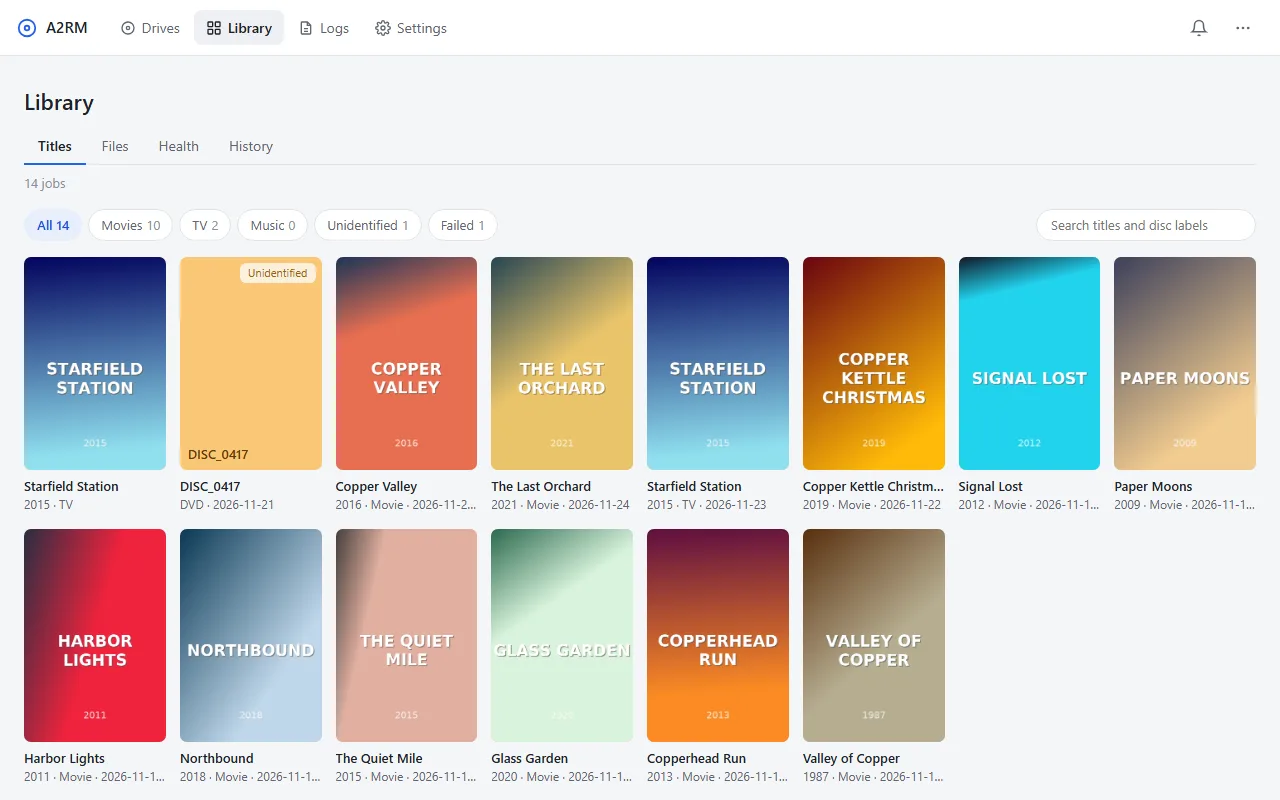 A2RM Drives Library Logs Settings
Library
Titles Files Health History
14 jobs
All 14 Movies 10 TV 2 Music 0 Unidentified 1 Failed 1 Search titles and disc labels
STARFIELD
STATION
2015
Unidentified
DISC_0417
COPPER
VALLEY
2016
THE LAST
ORCHARD
2021
STARFIELD
STATION
2015
COPPER
KETTLE
CHRISTMAS
2019
SIGNAL LOST
2012
PAPER MOONS
2009
Starfield Station
2015 · TV
DISC_0417
DVD · 2026-11-21
Copper Valley
2016 · Movie · 2026-11-2...
The Last Orchard
2021 · Movie · 2026-11-24
Starfield Station
2015 · TV · 2026-11-23
Copper Kettle Christm...
2019 · Movie · 2026-11-22
Signal Lost
2012 · Movie · 2026-11-1...
Paper Moons
2009 · Movie · 2026-11-1...
HARBOR
LIGHTS
2011
NORTHBOUND
2018
THE QUIET
MILE
2015
GLASS GARDEN
COPPERHEAD
RUN
2013
VALLEY OF
COPPER
1987
Harbor Lights
2011 · Movie · 2026-11-1...
Northbound
2018 · Movie · 2026-11-1...
The Quiet Mile
2015 · Movie · 2026-11-1...
Glass Garden
2020 · Movie · 2026-11-1...
Copperhead Run
2013 · Movie · 2026-11-1...
Valley of Copper
1987 · Movie · 2026-11-1...